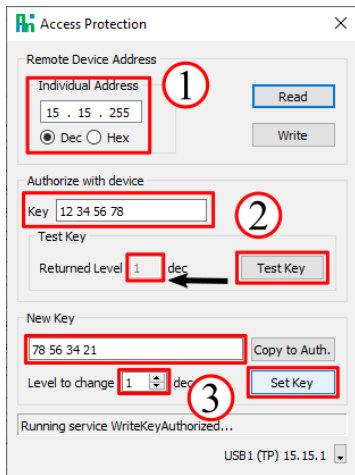 Access Protection
Remote Device Address
Individual Address
1
15 . 15 . 255
Read
Dec Hex
Write
Authorize with device
Key 12 34 56 78
2
Test Key
Returned Level 1 dec
Test Key
New Key
78 56 34 21
Copy to Auth.
Level to change 1 dec
3
Set Key
Running service WriteKeyAuthorized...
USB1 (TP) 15.15.1